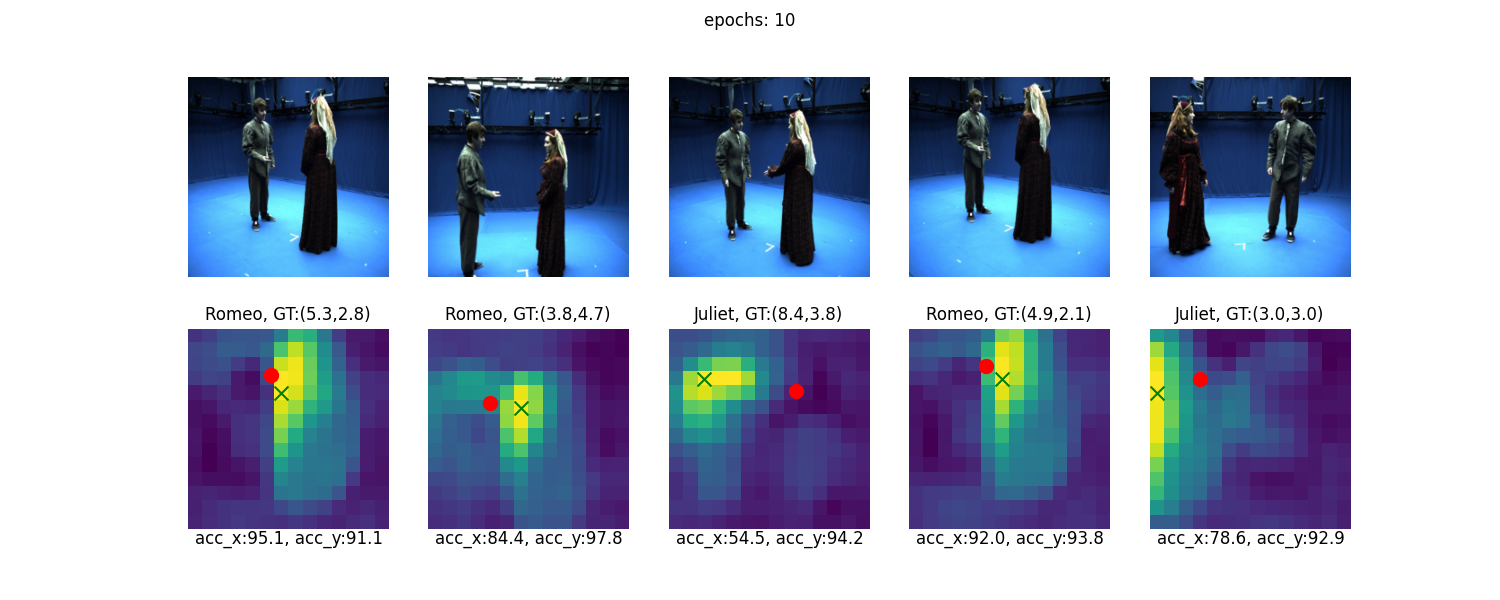 epochs: 10
Romeo, GT:(5.3,2.8)
Romeo, GT:(3.8,4.7)
Juliet, GT:(8.4,3.8)
Romeo, GT:(4.9,2.1)
Juliet, GT:(3.0,3.0)
acc_x:95.1, acc_y:91.1
acc_x:84.4, acc_y:97.8
acc_x:54.5, acc_y:94.2
acc_x:92.0, acc_y:93.8
acc_x:78.6, acc_y:92.9